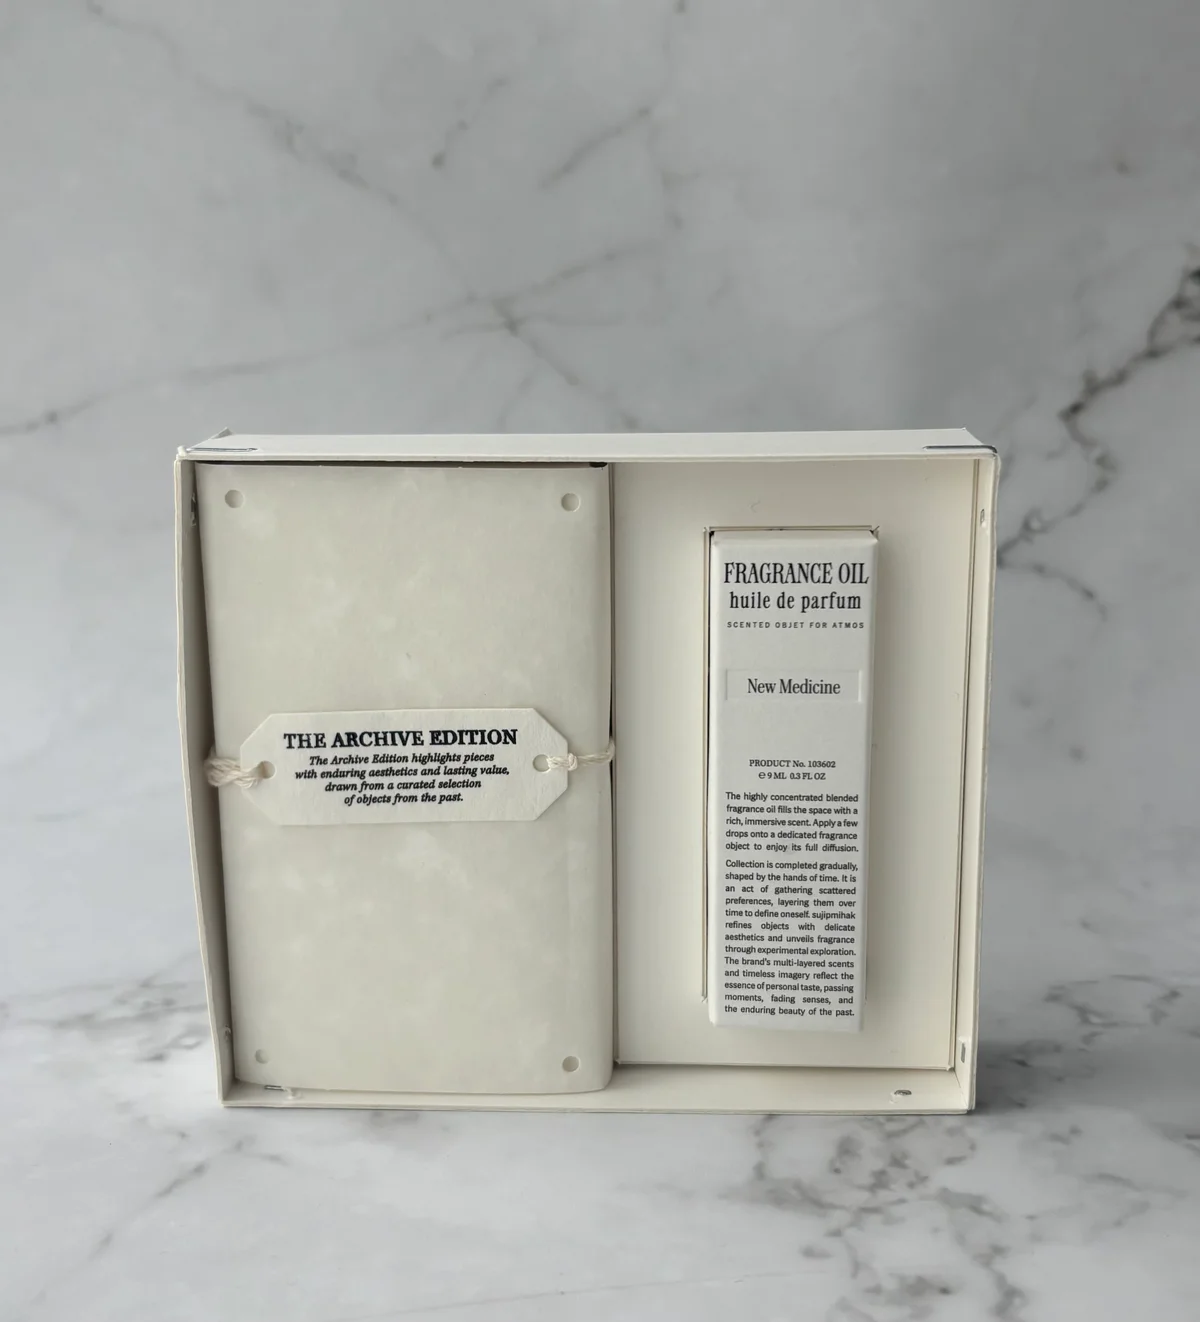 THE ARCHIVE EDITION
The Archive Edition highlights pieces
with enduring aesthetics and lasting value,
drawn from a curated selection
of objects from the past.
FRAGRANCE OIL
huile de parfum
SCENTED OBJET FOR ATMOS
New Medicine
PRODUCT No. 103602
℮ 9 ML 0.3 FL OZ
The highly concentrated blended
fragrance oil fills the space with a
rich, immersive scent. Apply a few
drops onto a dedicated fragrance
object to enjoy its full diffusion.
Collection is completed gradually,
shaped by the hands of time. It is
an act of gathering scattered
preferences, layering them over
time to define oneself. sujipmihak
refines objects with delicate
aesthetics and unveils fragrance
through experimental exploration.
The brand's multi-layered scents
and timeless imagery reflect the
essence of personal taste, passing
moments, fading senses, and
the enduring beauty of the past.